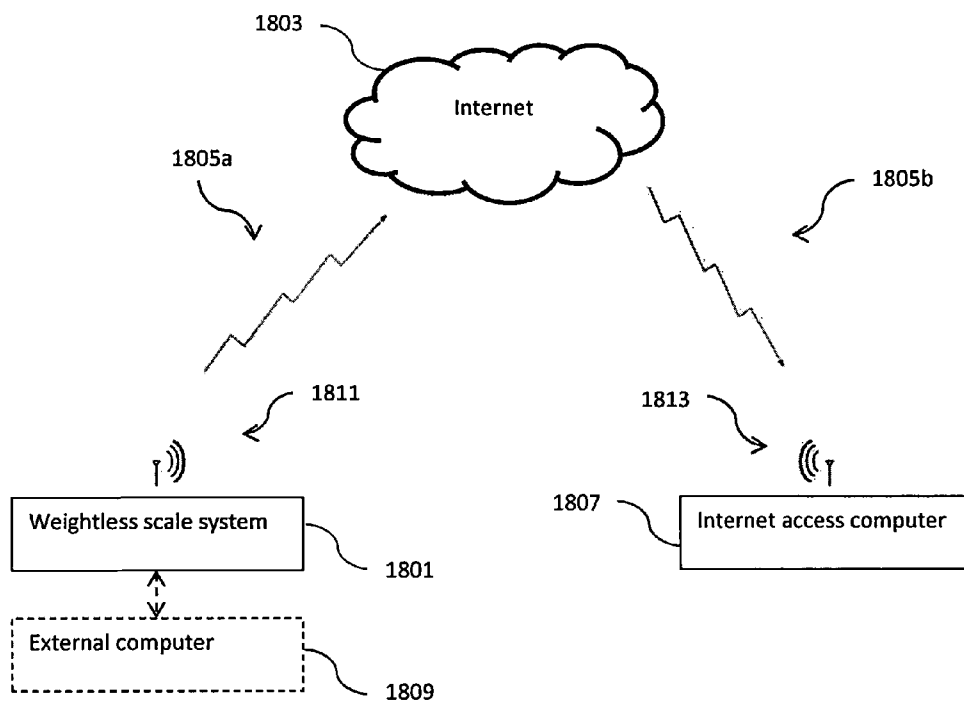 1803
Internet
1805a
1805b
1811
1813
Weightless scale system
1807
Internet access computer
1801
External computer
1809